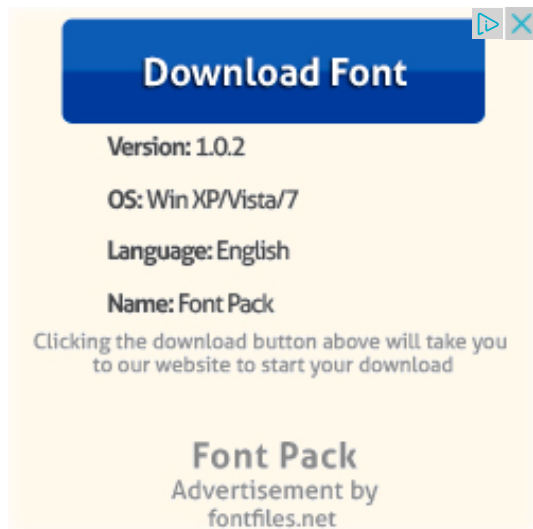 Download Font
Version: 1.0.2
OS: Win XP/Vista/7
Language: English
Name: Font Pack
Clicking the download button above will take you
to our website to start your download
Font Pack
Advertisement by
fontfiles.net